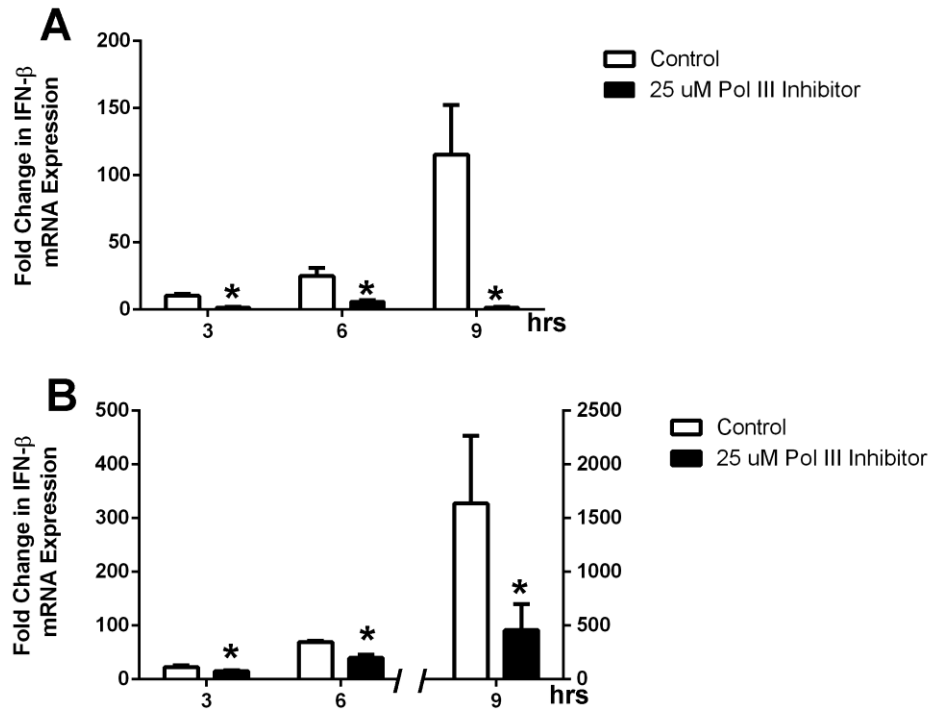 A
Fold Change in IFN-β
mRNA Expression
200
150
100
50
0
* * *
3 6 9 hrs
Control
25 uM Pol III Inhibitor
B
Fold Change in IFN-β
mRNA Expression
500
400
300
200
100
0
* * *
3 6 9 hrs
2500
2000
1500
1000
500
0
Control
25 uM Pol III Inhibitor